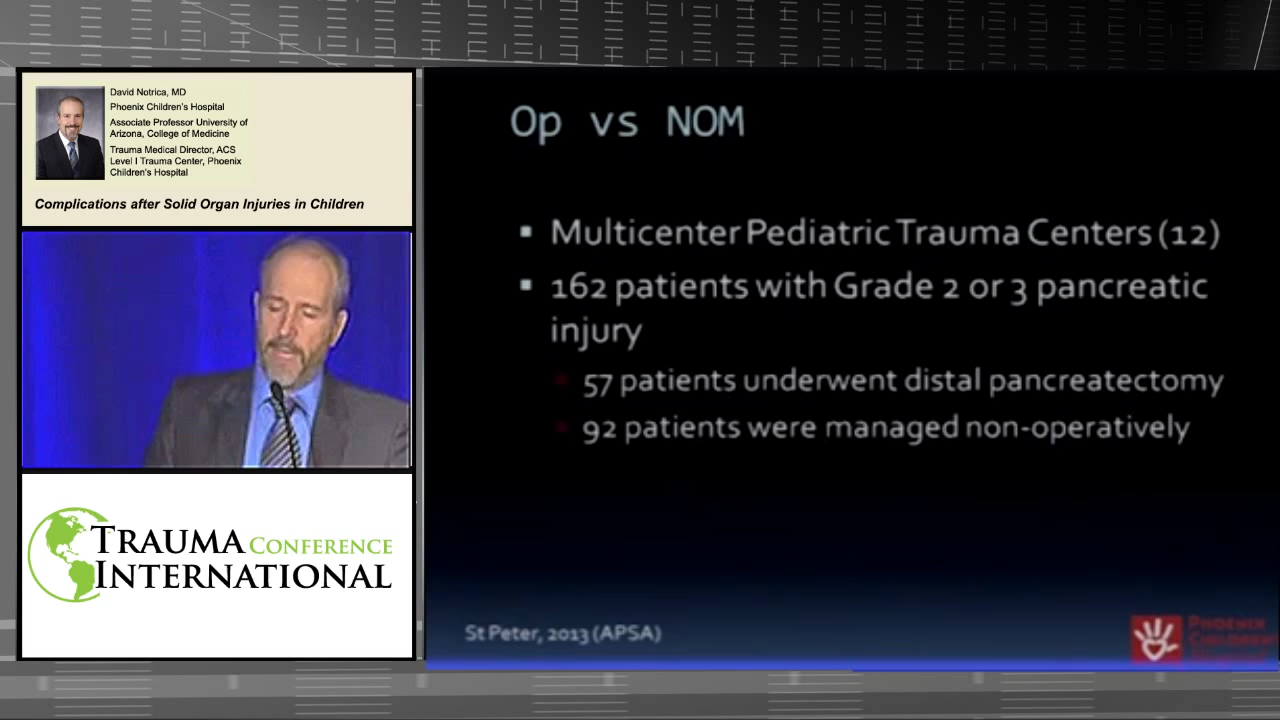 David Notrica, MD
Phoenix Children's Hospital
Associate Professor University of
Arizona, College of Medicine
Trauma Medical Director, ACS
Level I Trauma Center, Phoenix
Children's Hospital
Complications after Solid Organ Injuries in Children
TRAUMA CONFERENCE
INTERNATIONAL
Op vs NOM
Multicenter Pediatric Trauma Centers (12)
162 patients with Grade 2 or 3 pancreatic
injury
57 patients underwent distal pancreatectomy
92 patients were managed non-operatively
St Peter, 2013 (APSA)
PHOENIX
CHILDREN'S